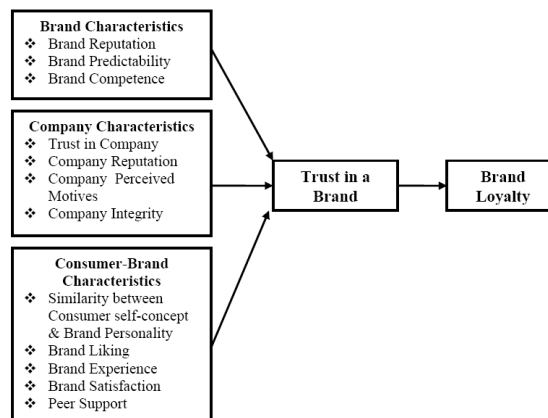 Brand Characteristics
❖ Brand Reputation
❖ Brand Predictability
❖ Brand Competence
Company Characteristics
❖ Trust in Company
❖ Company Reputation
❖ Company Perceived
Motives
❖ Company Integrity
Consumer-Brand
Characteristics
❖ Similarity between
Consumer self-concept
& Brand Personality
❖ Brand Liking
❖ Brand Experience
❖ Brand Satisfaction
❖ Peer Support
Trust in a
Brand
Brand
Loyalty